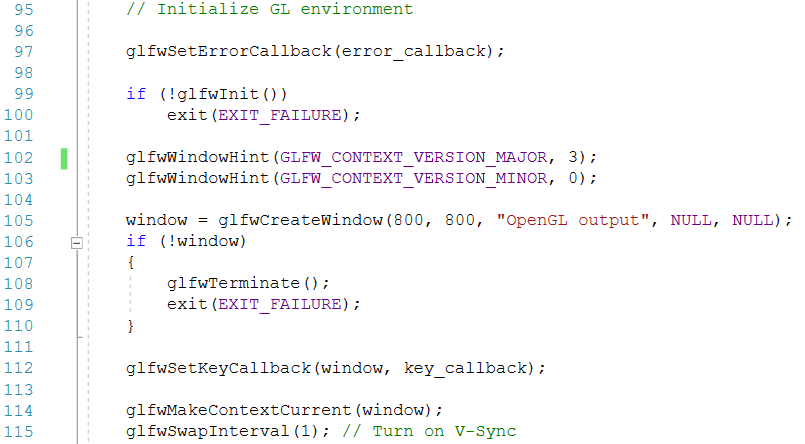 95 // Initialize GL environment
96
97 glfwSetErrorCallback(error_callback);
98
99 if (!glfwInit())
100 exit(EXIT_FAILURE);
101
102 glfwWindowHint(GLFW_CONTEXT_VERSION_MAJOR, 3);
103 glfwWindowHint(GLFW_CONTEXT_VERSION_MINOR, 0);
104
105 window = glfwCreateWindow(800, 800, "OpenGL output", NULL, NULL);
106 if (!window)
107 {
108 glfwTerminate();
109 exit(EXIT_FAILURE);
110 }
111
112 glfwSetKeyCallback(window, key_callback);
113
114 glfwMakeContextCurrent(window);
115 glfwSwapInterval(1); // Turn on V-Sync